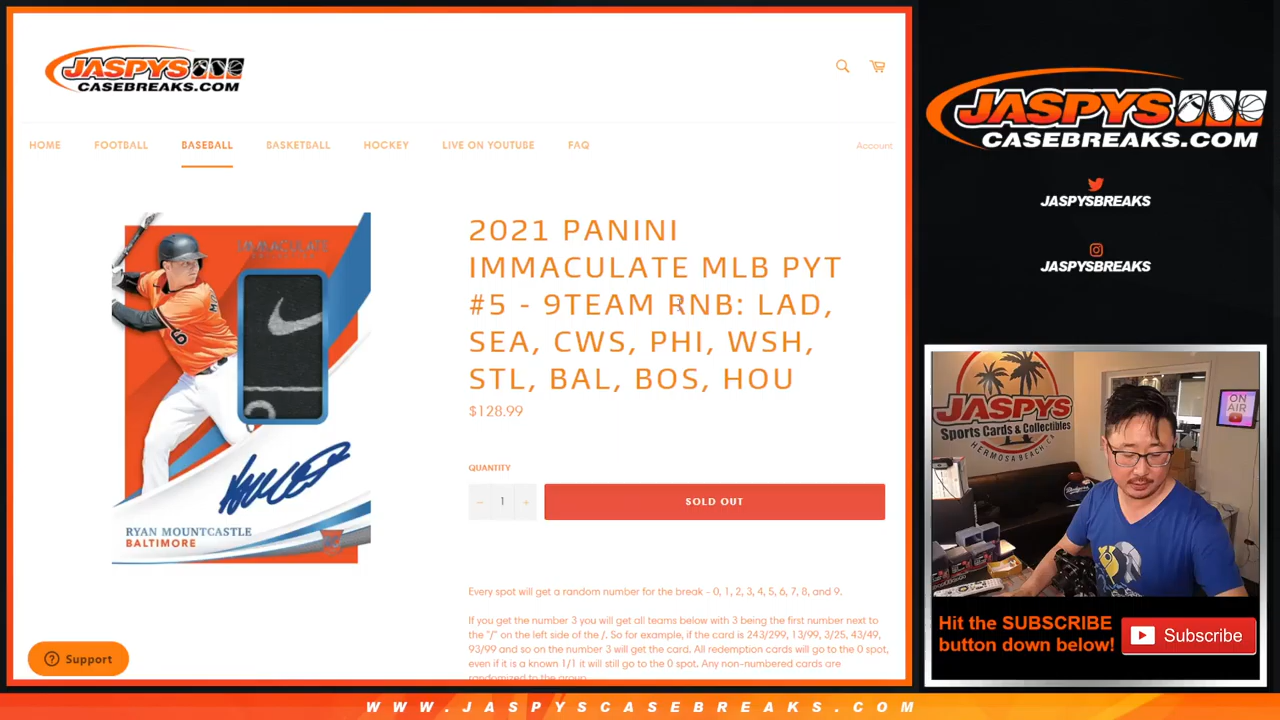 JASPYS
CASEBREAKS.COM
HOME FOOTBALL BASEBALL BASKETBALL HOCKEY LIVE ON YOUTUBE FAQ
Account
IMMACULATE
RYAN MOUNTCASTLE
BALTIMORE
2021 PANINI
IMMACULATE MLB PYT
#5 - 9TEAM RNB: LAD,
SEA, CWS, PHI, WSH,
STL, BAL, BOS, HOU
$128.99
QUANTITY
− 1 +
SOLD OUT
Every spot will get a random number for the break - 0, 1, 2, 3, 4, 5, 6, 7, 8, and 9.
If you get the number 3 you will get all teams below with 3 being the first number next to
the "/" on the left side of the /. So for example, if the card is 243/299, 13/99, 3/25, 43/49,
93/99 and so on the number 3 will get the card. All redemption cards will go to the 0 spot,
even if it is a known 1/1 it will still go to the 0 spot. Any non-numbered cards are
randomized to the group.
Support
JASPYS
CASEBREAKS.COM
JASPYSBREAKS
JASPYSBREAKS
JASPYS
Sports Cards & Collectibles
HERMOSA BEACH, CA
ON
AIR
Dodgers
Hit the SUBSCRIBE
button down below!
Subscribe
WWW.JASPYSCASEBREAKS.COM